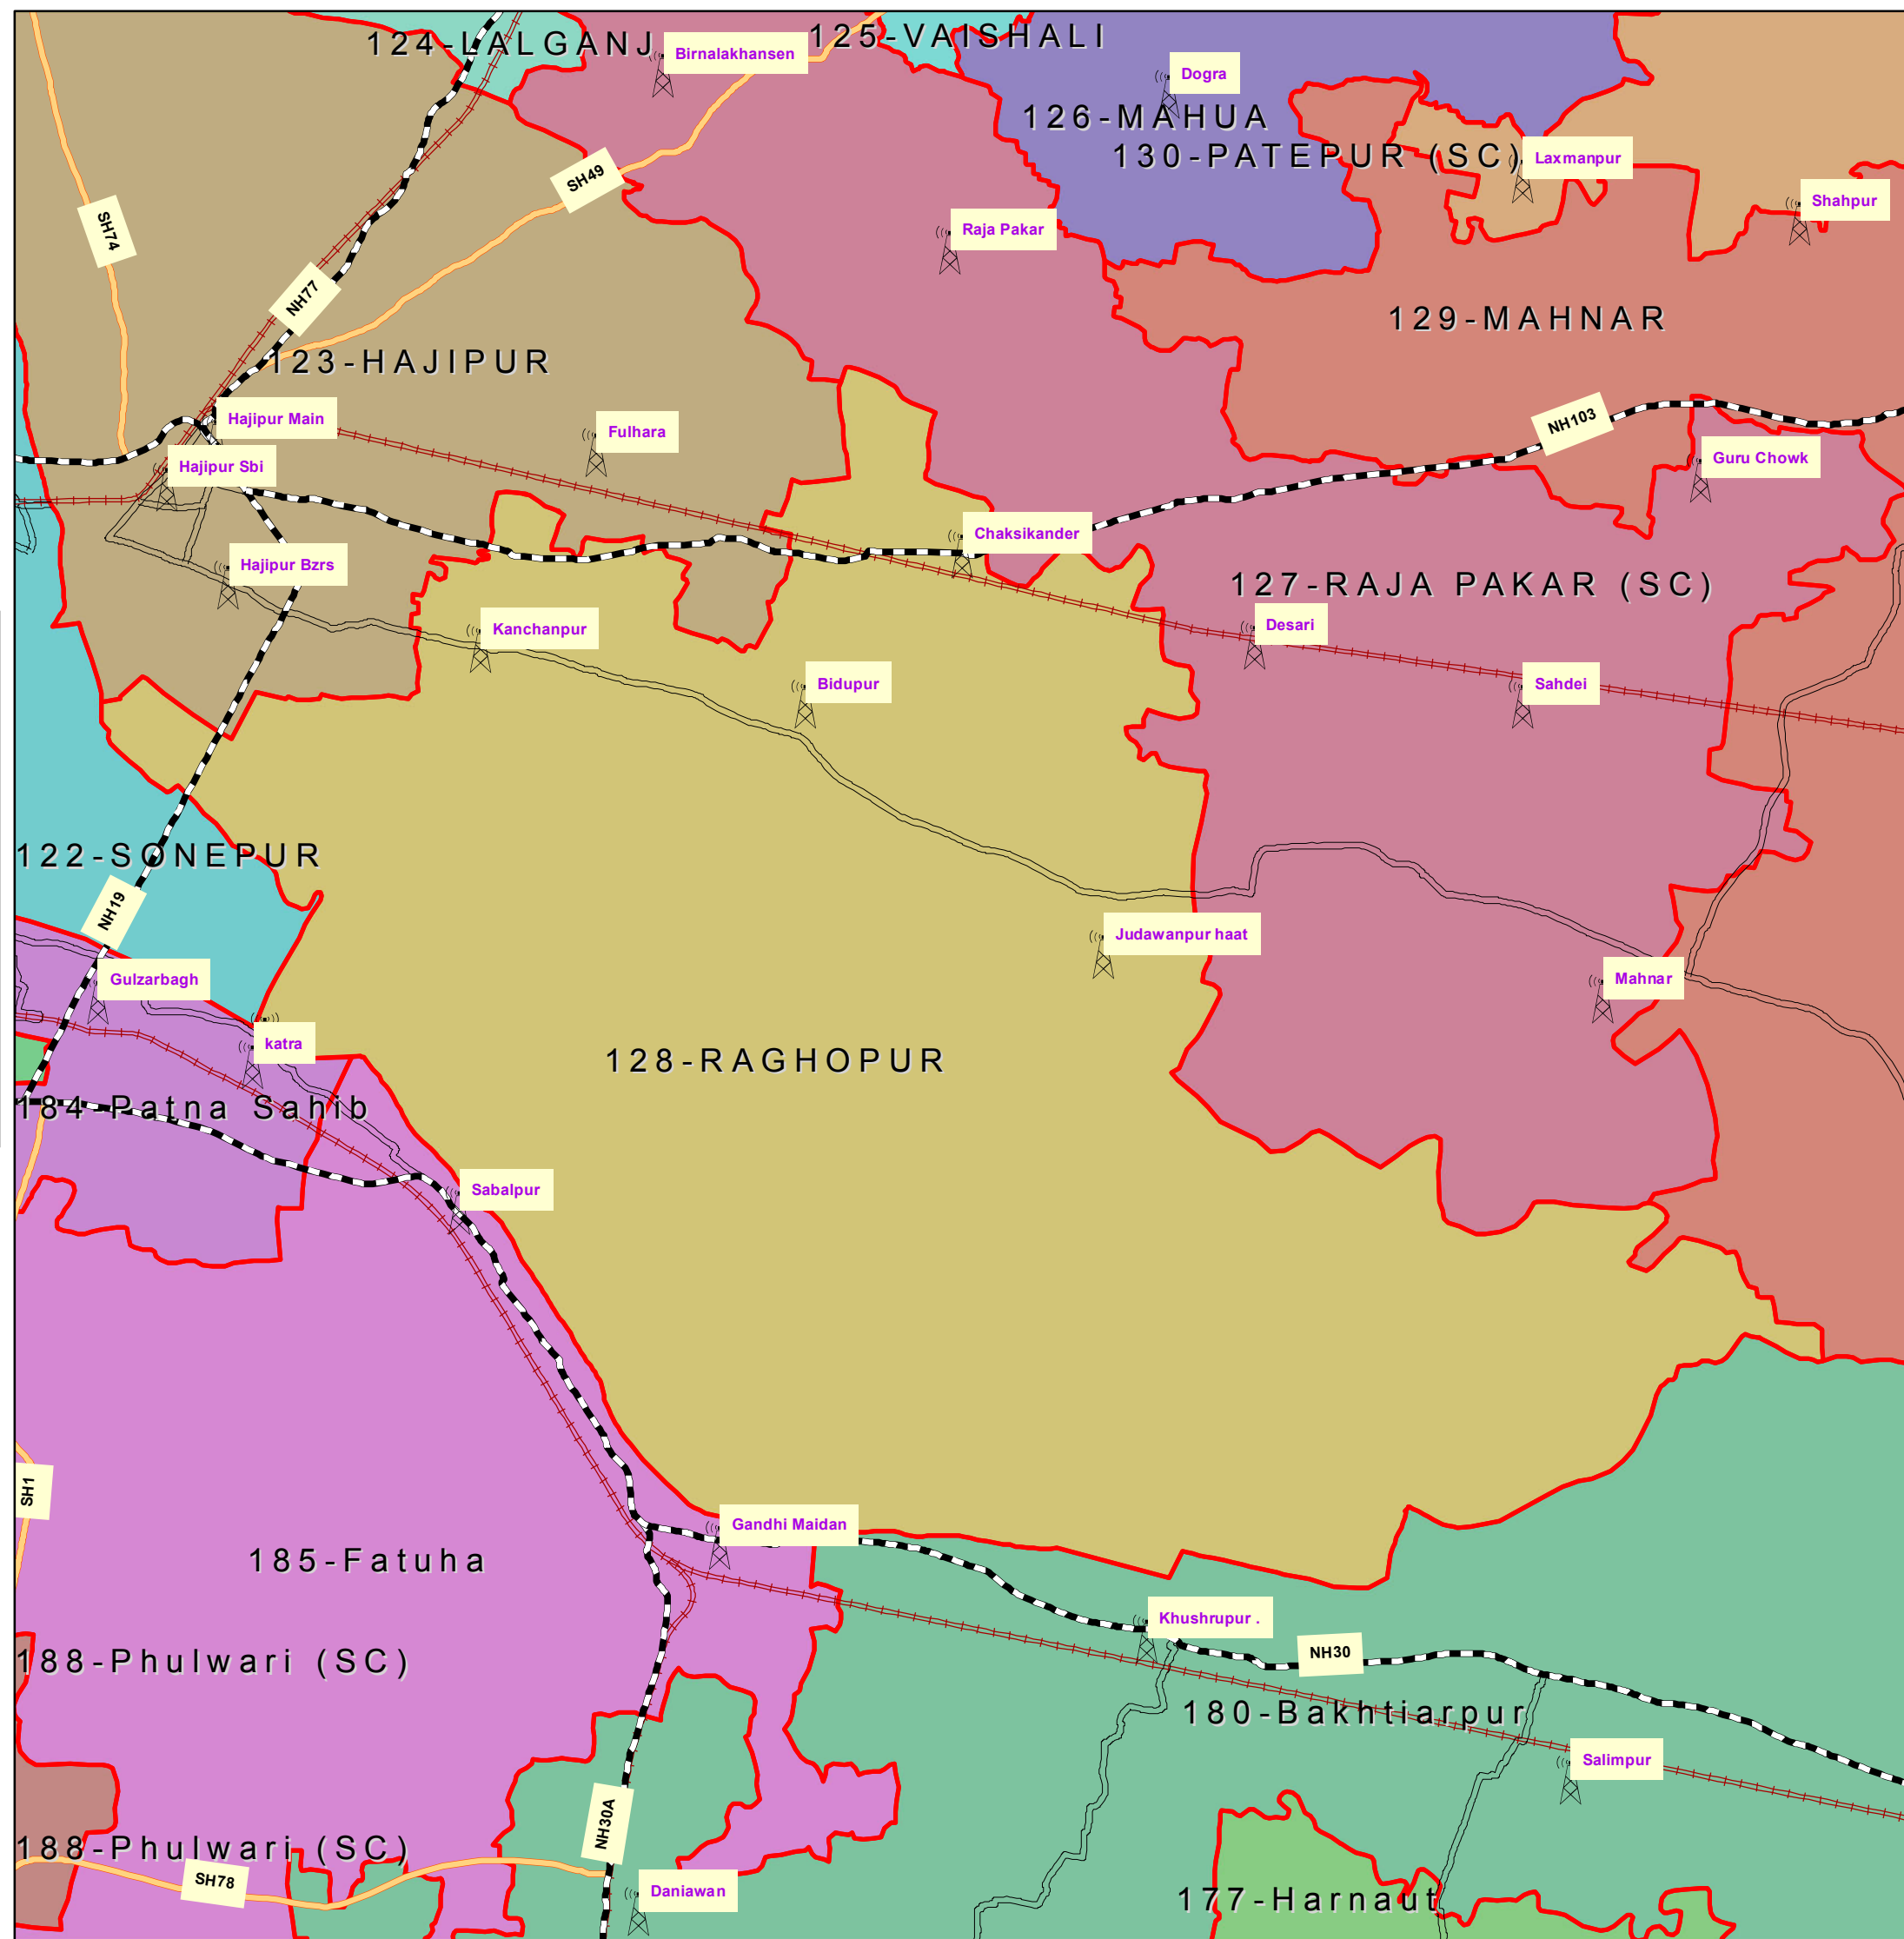 124-LALGANJ
125-VAISHALI
Birnalakhansen
Dogra
126-MAHUA
130-PATEPUR (SC)
Laxmanpur
SH49
Shahpur
SH74
Raja Pakar
NH77
129-MAHNAR
123-HAJIPUR
Hajipur Main
Fulhara
NH103
Guru Chowk
Hajipur Sbi
Chaksikander
Hajipur Bzrs
127-RAJA PAKAR (SC)
Kanchanpur
Desari
Bidupur
Sahdei
122-SONEPUR
NH19
Judawanpur haat
Gulzarbagh
Mahnar
katra
128-RAGHOPUR
184-Patna Sahib
Sabalpur
SH1
Gandhi Maidan
185-Fatuha
Khushrupur .
NH30
188-Phulwari (SC)
180-Bakhtiarpur
Salimpur
NH30A
188-Phulwari (SC)
SH78
Daniawan
177-Harnaut